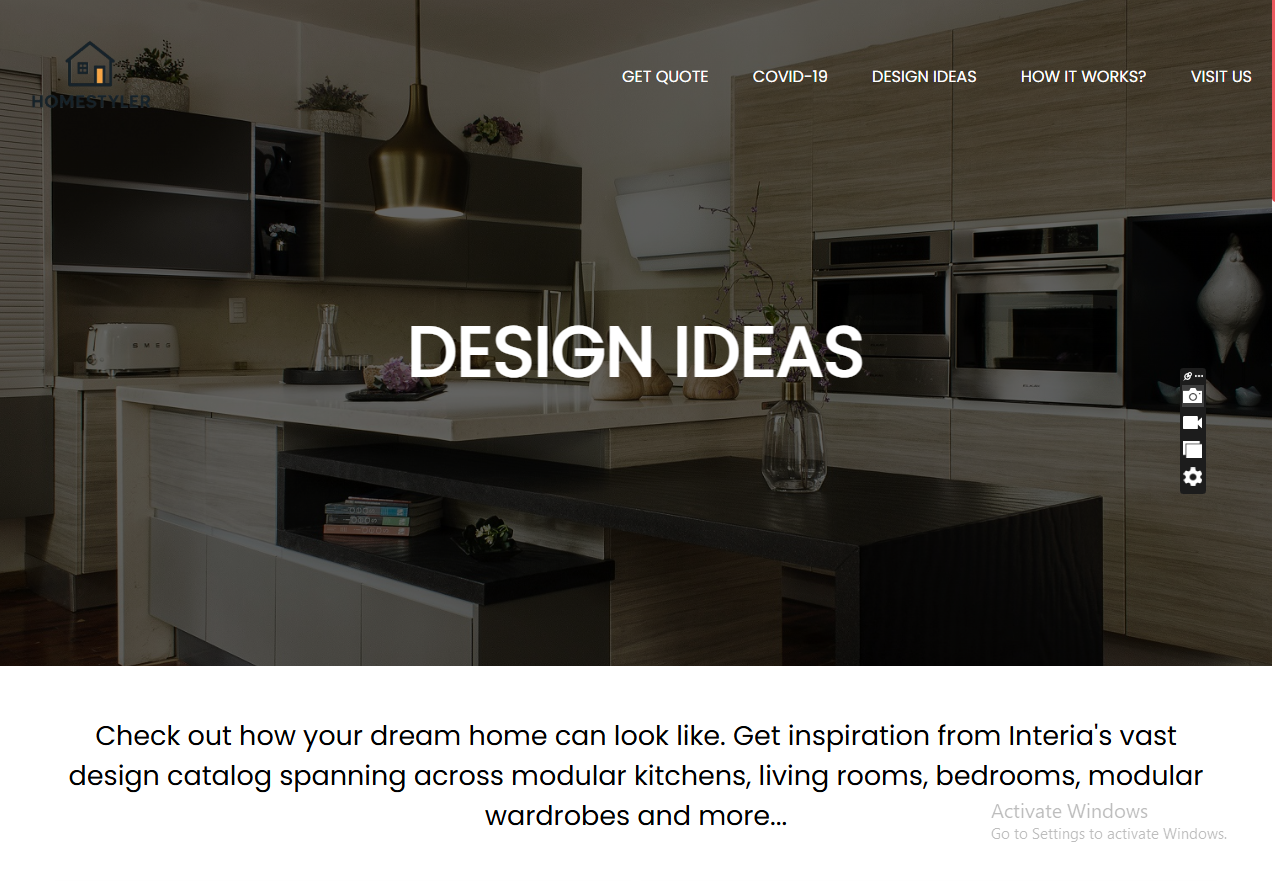 HOMESTYLER
GET QUOTE COVID-19 DESIGN IDEAS HOW IT WORKS? VISIT US
SMEG
DESIGN IDEAS
Check out how your dream home can look like. Get inspiration from Interia's vast
design catalog spanning across modular kitchens, living rooms, bedrooms, modular
wardrobes and more...
Activate Windows
Go to Settings to activate Windows.